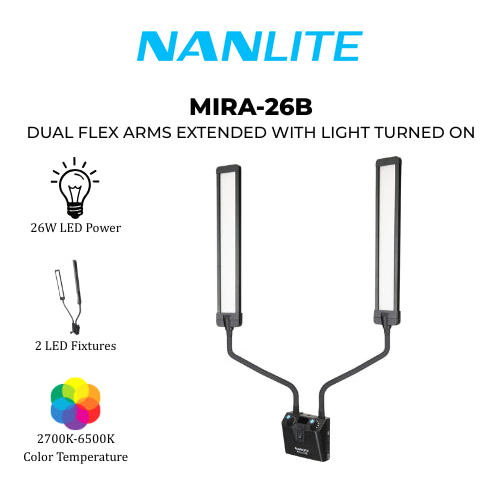 NANLITE
MIRA-26B
DUAL FLEX ARMS EXTENDED WITH LIGHT TURNED ON
26W LED Power
2 LED Fixtures
2700K-6500K
Color Temperature
NANLITE